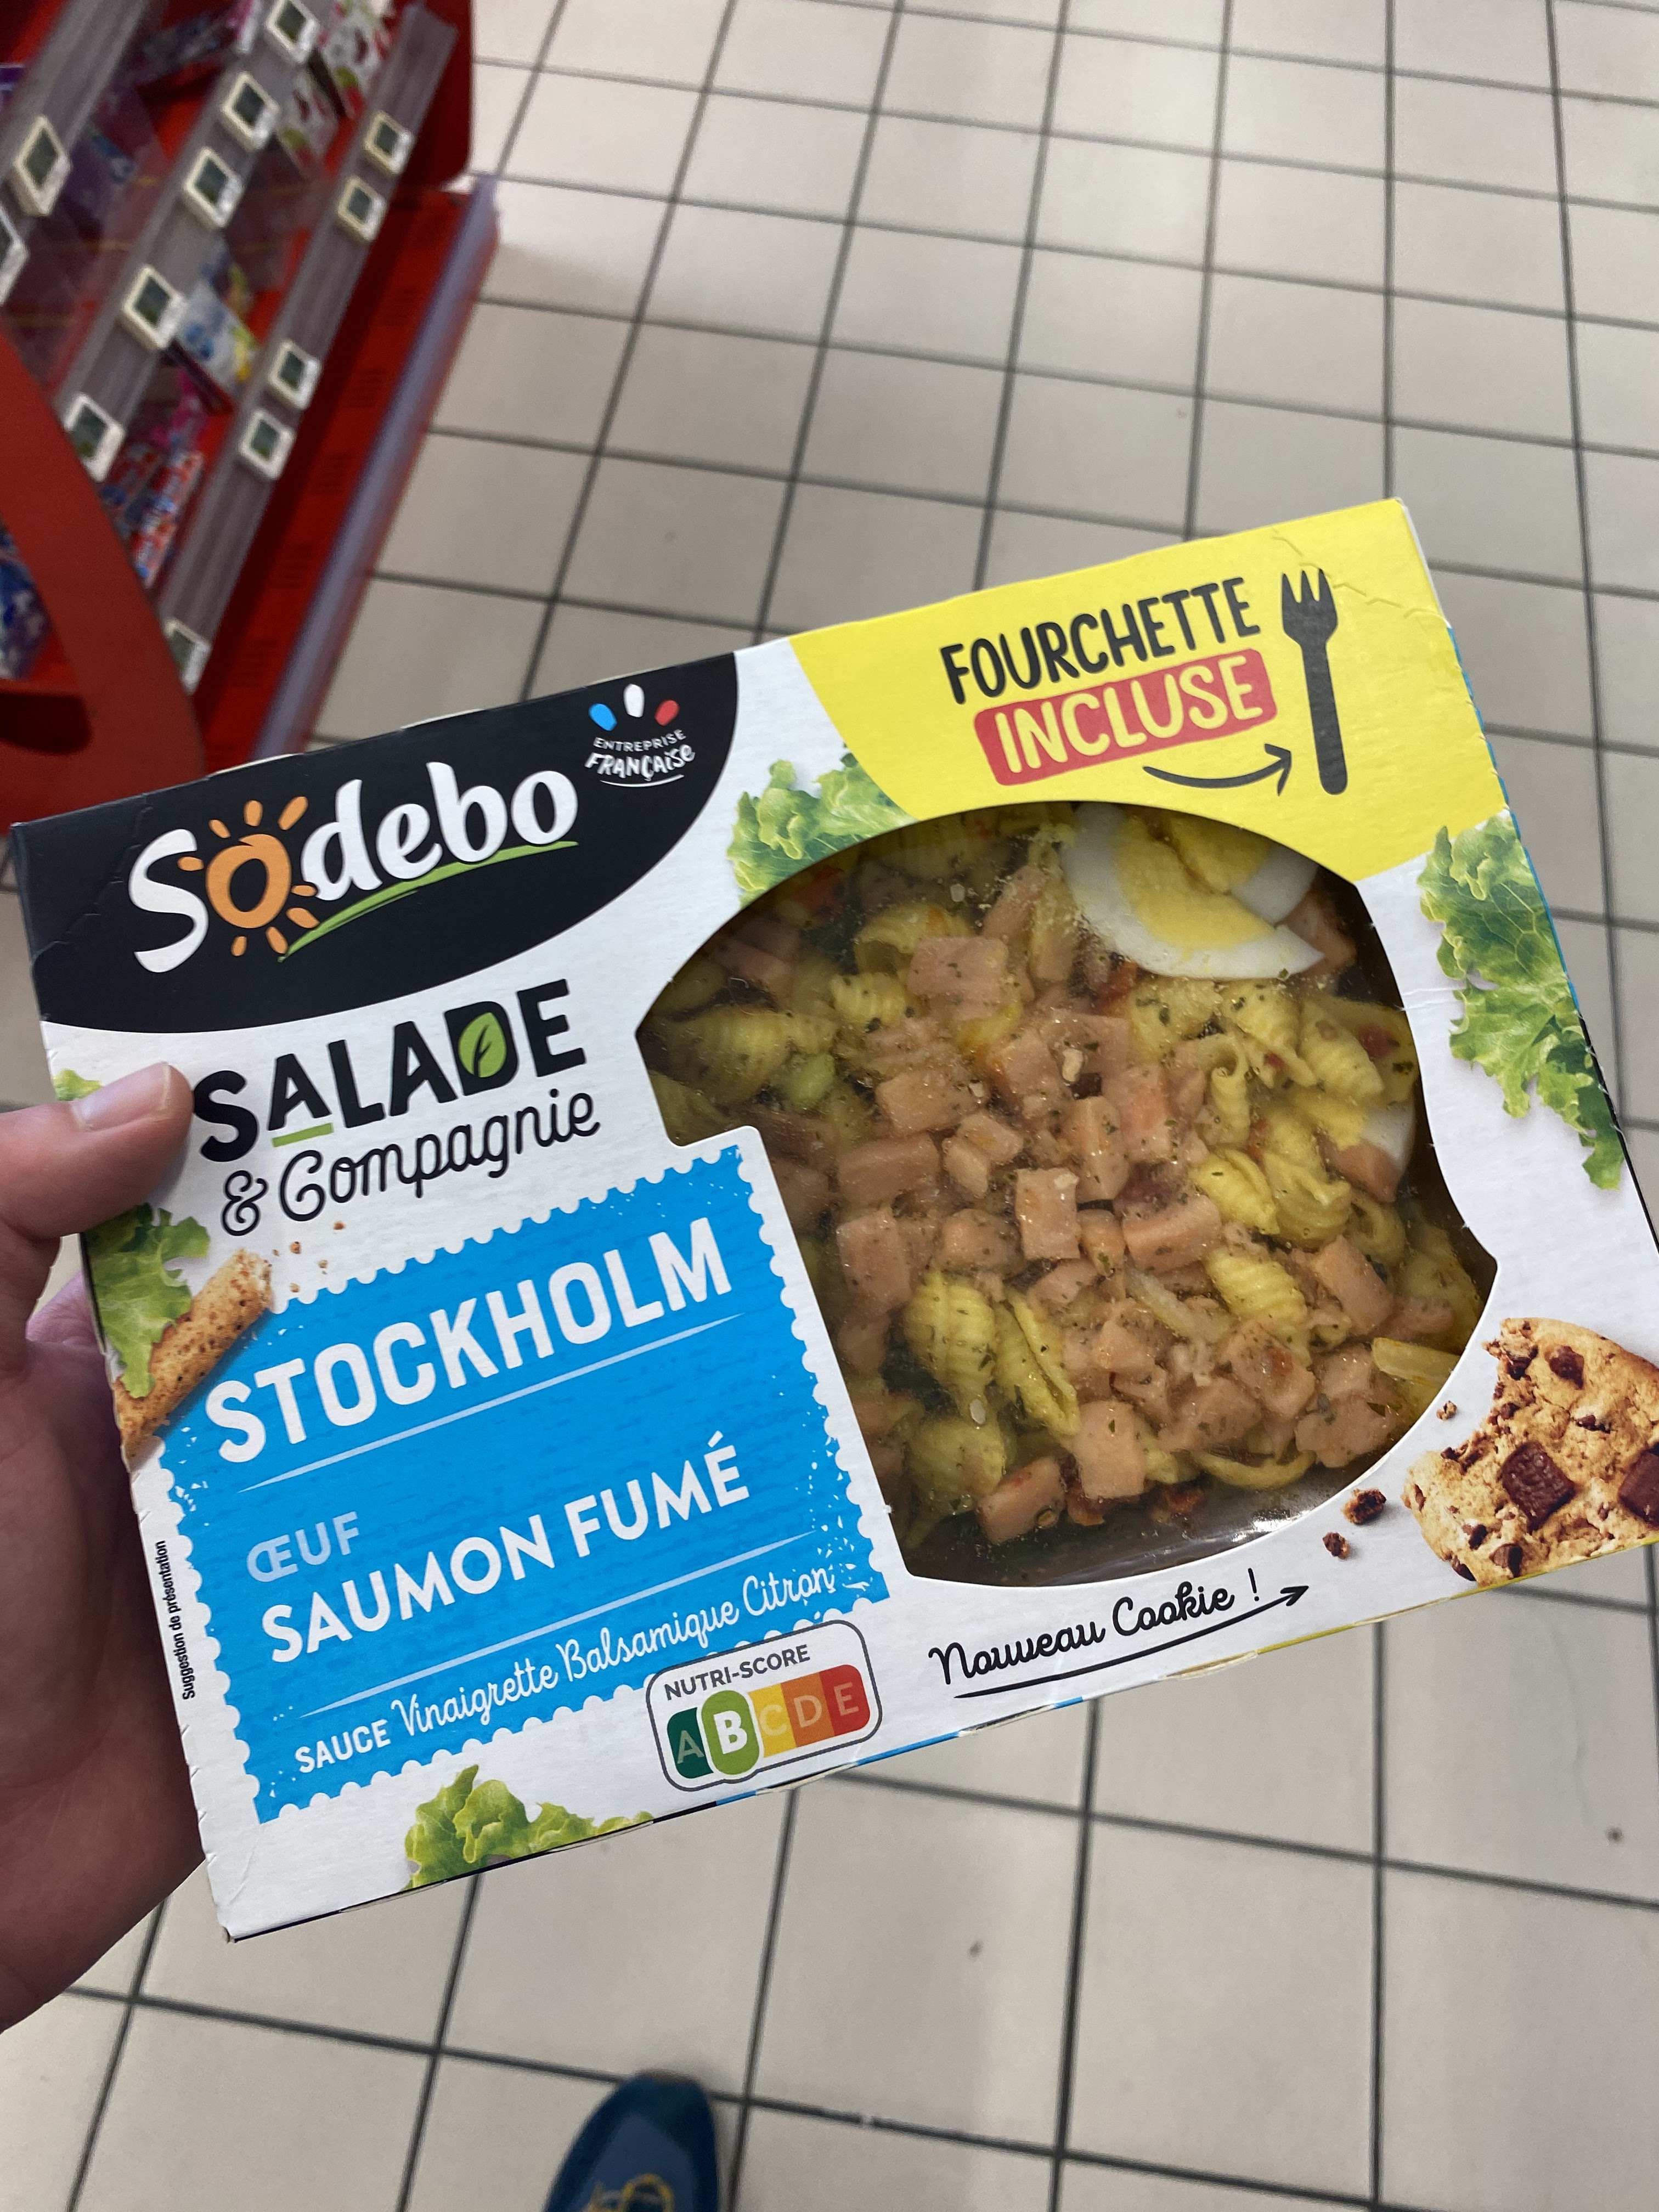 FOURCHETTE
INCLUSE
Sodebo
ENTREPRISE
FRANÇAISE
SALADE
& Compagnie
STOCKHOLM
ŒUF
SAUMON FUMÉ
SAUCE Vinaigrette Balsamique Citron
Suggestion de présentation
NUTRI-SCORE
A B C D E
Nouveau Cookie !